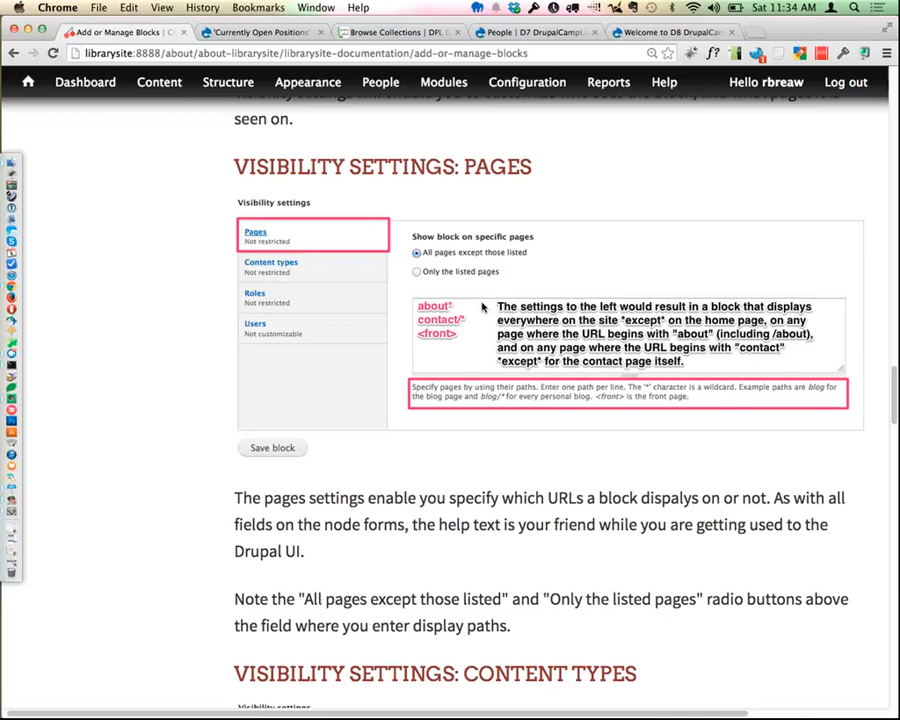 Chrome File Edit View History Bookmarks Window Help Sat 11:34 AM
Add or Manage Blocks | 'Currently Open Positions' Browse Collections | DPL People | D7 DrupalCampL Welcome to D8 DrupalCam
librarysite:8888/about/about-librarysite/librarysite-documentation/add-or-manage-blocks
Dashboard Content Structure Appearance People Modules Configuration Reports Help Hello rbreaw Log out
seen on.
VISIBILITY SETTINGS: PAGES
Visibility settings
Pages
Not restricted
Content types
Not restricted
Roles
Not restricted
Users
Not customizable
Show block on specific pages
All pages except those listed
Only the listed pages
about*
contact/*
<front>
The settings to the left would result in a block that displays
everywhere on the site *except* on the home page, on any
page where the URL begins with "about" (including /about),
and on any page where the URL begins with "contact"
*except* for the contact page itself.
Specify pages by using their paths. Enter one path per line. The '*' character is a wildcard. Example paths are blog for
the blog page and blog/* for every personal blog. <front> is the front page.
Save block
The pages settings enable you specify which URLs a block dispalys on or not. As with all
fields on the node forms, the help text is your friend while you are getting used to the
Drupal UI.
Note the "All pages except those listed" and "Only the listed pages" radio buttons above
the field where you enter display paths.
VISIBILITY SETTINGS: CONTENT TYPES
Visibility settings